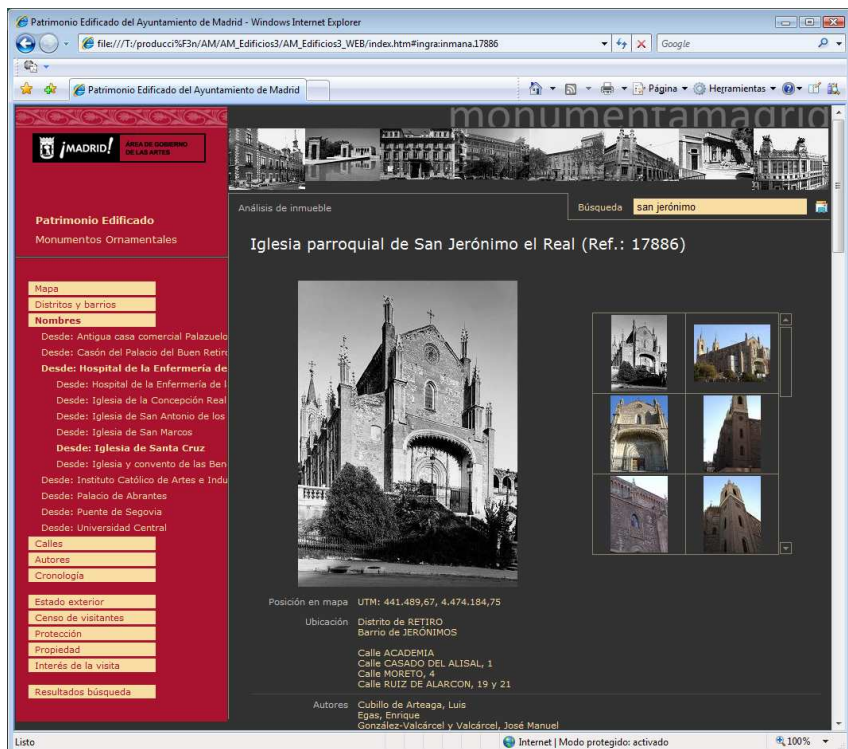 Patrimonio Edificado del Ayuntamiento de Madrid - Windows Internet Explorer
file:///T:/producci%F3n/AM/AM_Edificios3/AM_Edificios3_WEB/index.htm#ingra:inmana.17886
Google
Patrimonio Edificado del Ayuntamiento de Madrid
Página
Herramientas
monumentamadrid
¡MADRID!
ÁREA DE GOBIERNO
DE LAS ARTES
Análisis de inmueble
Búsqueda
san jerónimo
Patrimonio Edificado
Monumentos Ornamentales
Iglesia parroquial de San Jerónimo el Real (Ref.: 17886)
Mapa
Distritos y barrios
Nombres
Desde: Antigua casa comercial Palazuelo
Desde: Casón del Palacio del Buen Retiro
Desde: Hospital de la Enfermería de
Desde: Hospital de la Enfermería de l
Desde: Iglesia de la Concepción Real
Desde: Iglesia de San Antonio de los
Desde: Iglesia de San Marcos
Desde: Iglesia de Santa Cruz
Desde: Iglesia y convento de las Ben
Desde: Instituto Católico de Artes e Indu
Desde: Palacio de Abrantes
Desde: Puente de Segovia
Desde: Universidad Central
Calles
Autores
Cronología
Estado exterior
Censo de visitantes
Protección
Propiedad
Interés de la visita
Resultados búsqueda
Posición en mapa UTM: 441.489,67, 4.474.184,75
Ubicación Distrito de RETIRO
Barrio de JERÓNIMOS
Calle ACADEMIA
Calle CASADO DEL ALISAL, 1
Calle MORETO, 4
Calle RUIZ DE ALARCON, 19 y 21
Autores Cubillo de Arteaga, Luis
Egas, Enrique
González-Valcárcel y Valcárcel, José Manuel
Listo
Internet | Modo protegido: activado
100%